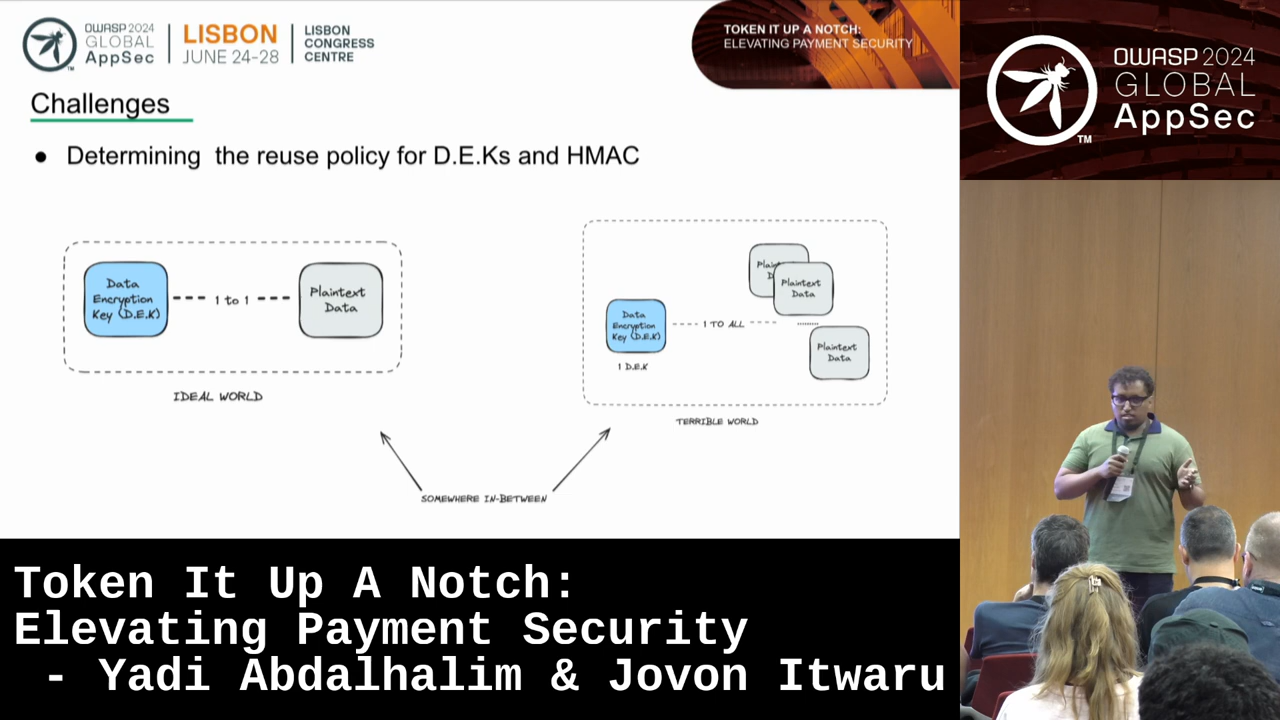 OWASP 2024
GLOBAL
AppSec
TM
LISBON
JUNE 24-28
LISBON
CONGRESS
CENTRE
TOKEN IT UP A NOTCH:
ELEVATING PAYMENT SECURITY
OWASP 2024
GLOBAL
AppSec
TM
Challenges
● Determining the reuse policy for D.E.Ks and HMAC
Data
Encryption
Key (D.E.K)
1 to 1
Plaintext
Data
IDEAL WORLD
Data
Encryption
Key (D.E.K)
1 D.E.K
1 TO ALL
Plain
D
Plaintext
Data
Plaintext
Data
TERRIBLE WORLD
SOMEWHERE IN-BETWEEN
Token It Up A Notch:
Elevating Payment Security
- Yadi Abdalhalim & Jovon Itwaru